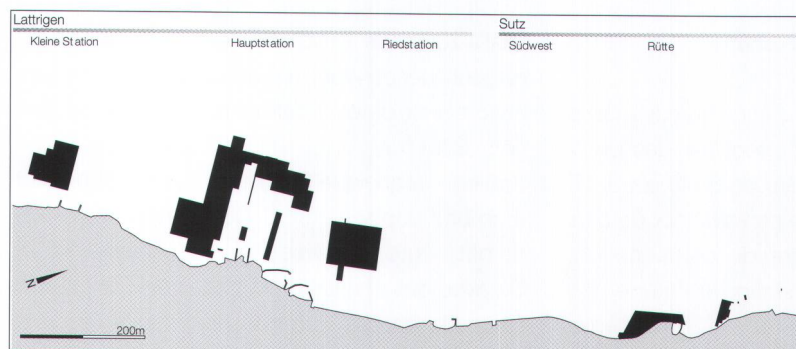 Lattrigen Sutz
Kleine Station Hauptstation Riedstation Südwest Rütte
N
200m